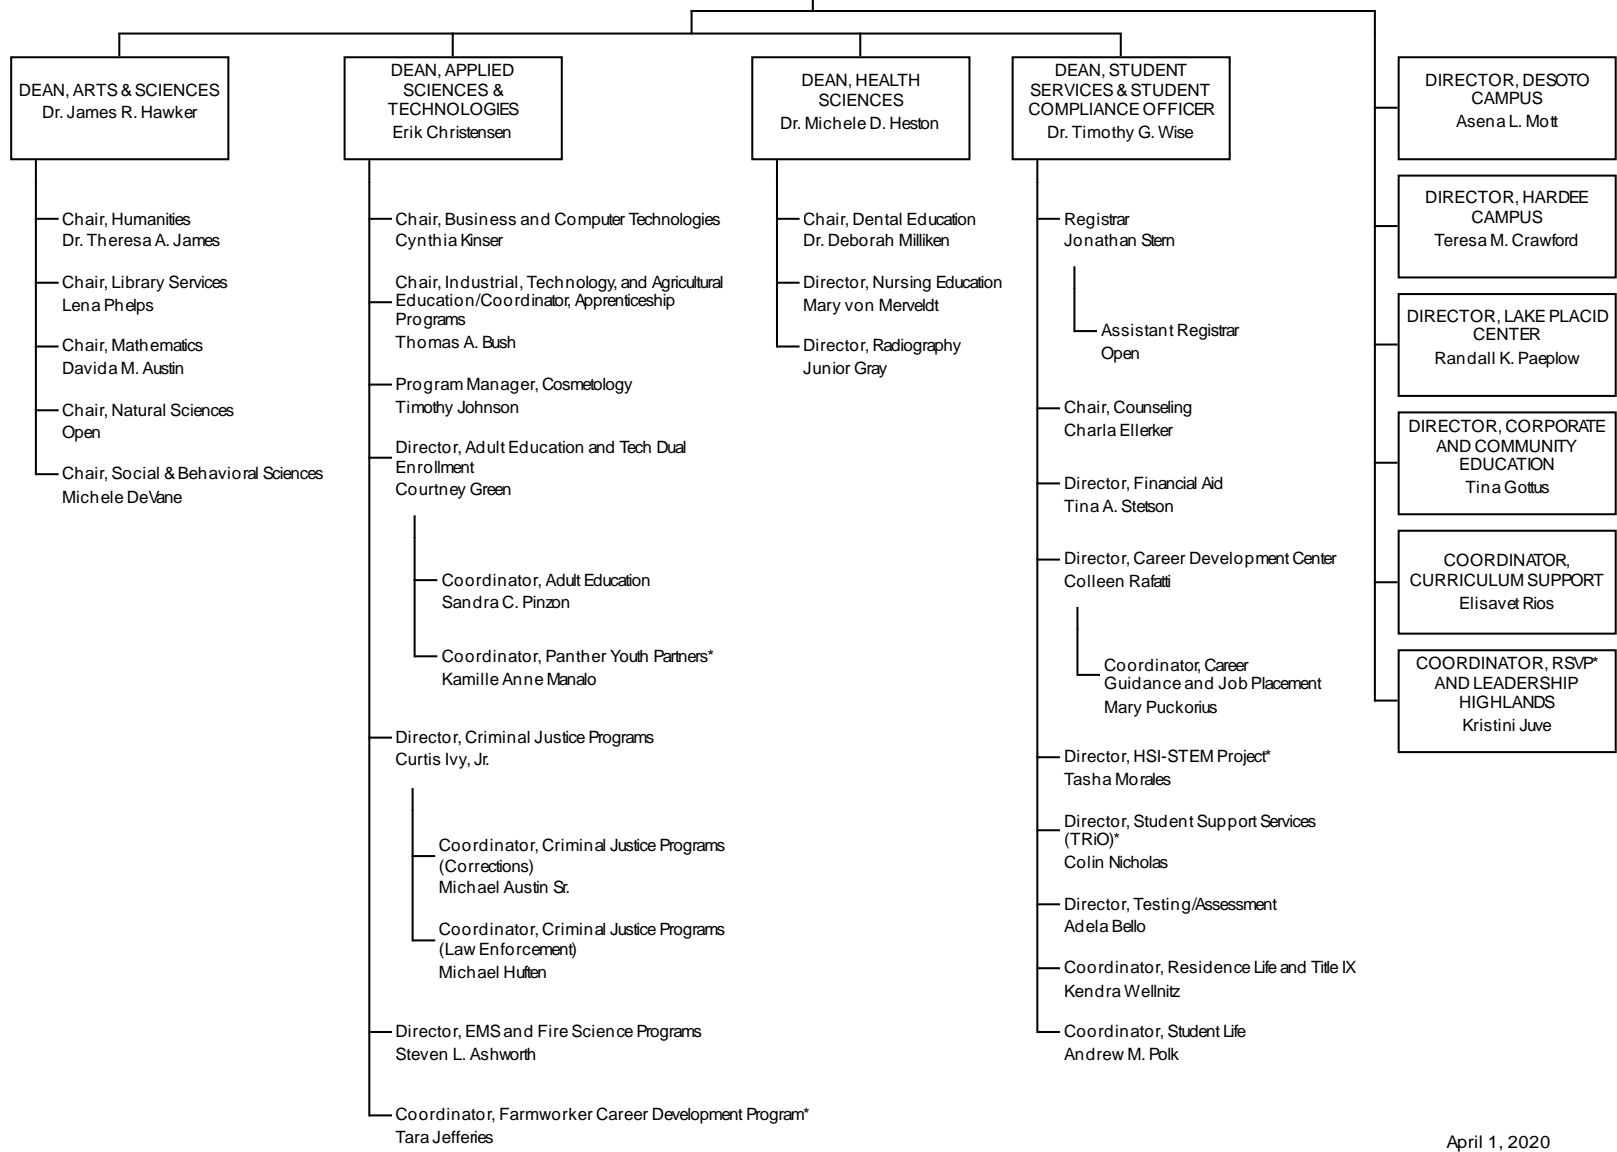 DEAN, ARTS & SCIENCES
Dr. James R. Hawker
Chair, Humanities
Dr. Theresa A. James
Chair, Library Services
Lena Phelps
Chair, Mathematics
Davida M. Austin
Chair, Natural Sciences
Open
Chair, Social & Behavioral Sciences
Michele DeVane
DEAN, APPLIED
SCIENCES &
TECHNOLOGIES
Erik Christensen
Chair, Business and Computer Technologies
Cynthia Kinser
Chair, Industrial, Technology, and Agricultural
Education/Coordinator, Apprenticeship
Programs
Thomas A. Bush
Program Manager, Cosmetology
Timothy Johnson
Director, Adult Education and Tech Dual
Enrollment
Courtney Green
Coordinator, Adult Education
Sandra C. Pinzon
Coordinator, Panther Youth Partners*
Kamille Anne Manalo
Director, Criminal Justice Programs
Curtis Ivy, Jr.
Coordinator, Criminal Justice Programs
(Corrections)
Michael Austin Sr.
Coordinator, Criminal Justice Programs
(Law Enforcement)
Michael Huften
Director, EMS and Fire Science Programs
Steven L. Ashworth
Coordinator, Farmworker Career Development Program*
Tara Jefferies
DEAN, HEALTH
SCIENCES
Dr. Michele D. Heston
Chair, Dental Education
Dr. Deborah Milliken
Director, Nursing Education
Mary von Merveldt
Director, Radiography
Junior Gray
DEAN, STUDENT
SERVICES & STUDENT
COMPLIANCE OFFICER
Dr. Timothy G. Wise
Registrar
Jonathan Stern
Assistant Registrar
Open
Chair, Counseling
Charla Ellerker
Director, Financial Aid
Tina A. Stetson
Director, Career Development Center
Colleen Rafatti
Coordinator, Career
Guidance and Job Placement
Mary Puckorius
Director, HSI-STEM Project*
Tasha Morales
Director, Student Support Services
(TRiO)*
Colin Nicholas
Director, Testing/Assessment
Adela Bello
Coordinator, Residence Life and Title IX
Kendra Wellnitz
Coordinator, Student Life
Andrew M. Polk
DIRECTOR, DESOTO
CAMPUS
Asena L. Mott
DIRECTOR, HARDEE
CAMPUS
Teresa M. Crawford
DIRECTOR, LAKE PLACID
CENTER
Randall K. Paeplow
DIRECTOR, CORPORATE
AND COMMUNITY
EDUCATION
Tina Gottus
COORDINATOR,
CURRICULUM SUPPORT
Elisavet Rios
COORDINATOR, RSVP*
AND LEADERSHIP
HIGHLANDS
Kristini Juve
April 1, 2020